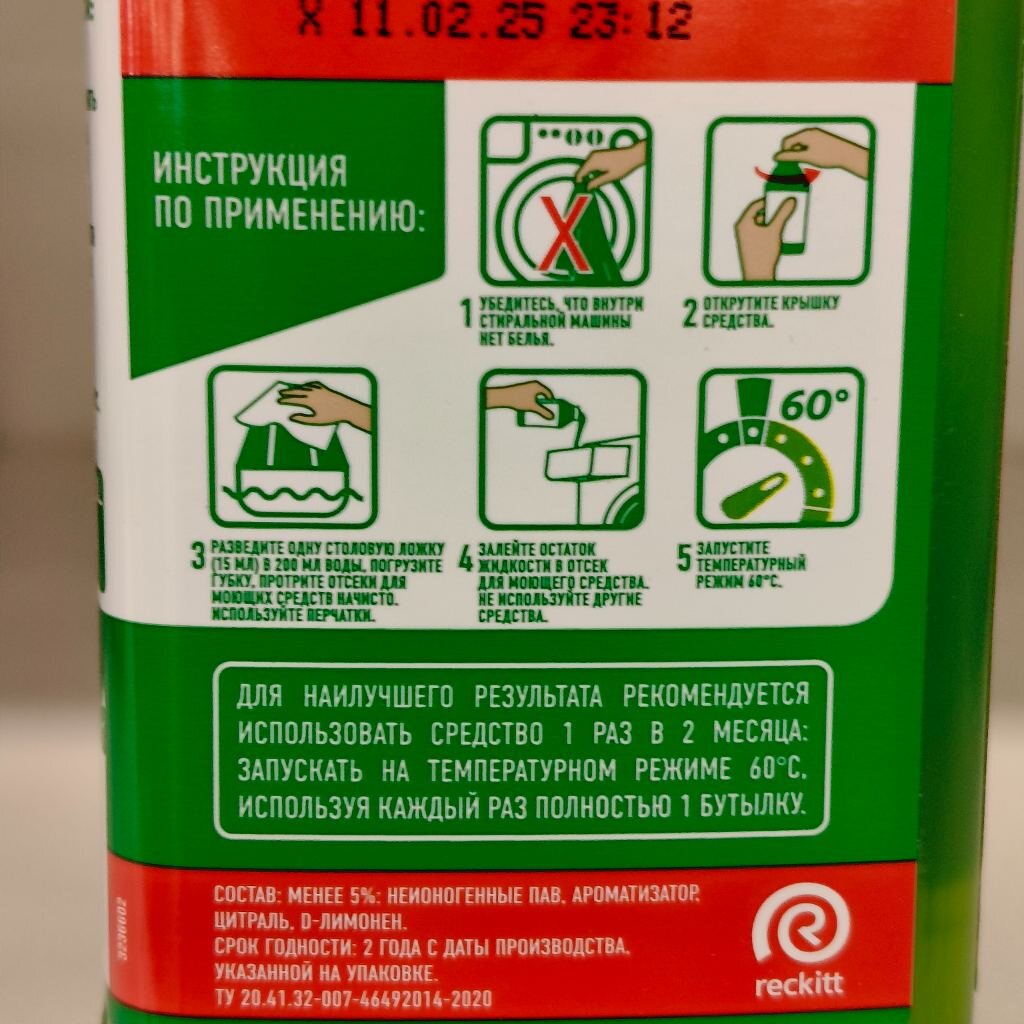 X 11.02.25 23:12
ИНСТРУКЦИЯ
ПО ПРИМЕНЕНИЮ:
X
1 УБЕДИТЕСЬ, ЧТО ВНУТРИ
СТИРАЛЬНОЙ МАШИНЫ
НЕТ БЕЛЬЯ.
2 ОТКРУТИТЕ КРЫШКУ
СРЕДСТВА.
60°
3 РАЗВЕДИТЕ ОДНУ СТОЛОВУЮ ЛОЖКУ
(15 МЛ) В 200 МЛ ВОДЫ, ПОГРУЗИТЕ
ГУБКУ, ПРОТРИТЕ ОТСЕКИ ДЛЯ
МОЮЩИХ СРЕДСТВ НАЧИСТО.
ИСПОЛЬЗУЙТЕ ПЕРЧАТКИ.
4 ЗАЛЕЙТЕ ОСТАТОК
ЖИДКОСТИ В ОТСЕК
ДЛЯ МОЮЩЕГО СРЕДСТВА.
НЕ ИСПОЛЬЗУЙТЕ ДРУГИЕ
СРЕДСТВА.
5 ЗАПУСТИТЕ
ТЕМПЕРАТУРНЫЙ
РЕЖИМ 60°C.
ДЛЯ НАИЛУЧШЕГО РЕЗУЛЬТАТА РЕКОМЕНДУЕТСЯ
ИСПОЛЬЗОВАТЬ СРЕДСТВО 1 РАЗ В 2 МЕСЯЦА:
ЗАПУСКАТЬ НА ТЕМПЕРАТУРНОМ РЕЖИМЕ 60°C,
ИСПОЛЬЗУЯ КАЖДЫЙ РАЗ ПОЛНОСТЬЮ 1 БУТЫЛКУ.
СОСТАВ: МЕНЕЕ 5%: НЕИОНОГЕННЫЕ ПАВ, АРОМАТИЗАТОР,
ЦИТРАЛЬ, D-ЛИМОНЕН.
СРОК ГОДНОСТИ: 2 ГОДА С ДАТЫ ПРОИЗВОДСТВА,
УКАЗАННОЙ НА УПАКОВКЕ.
ТУ 20.41.32-007-46492014-2020
3236602
reckitt